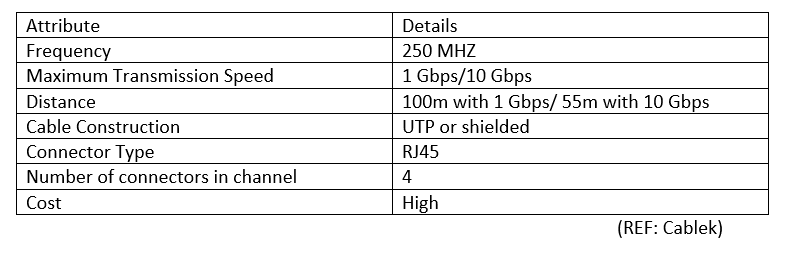 Attribute Details
Frequency 250 MHZ
Maximum Transmission Speed 1 Gbps/10 Gbps
Distance 100m with 1 Gbps/ 55m with 10 Gbps
Cable Construction UTP or shielded
Connector Type RJ45
Number of connectors in channel 4
Cost High
(REF: Cablek)